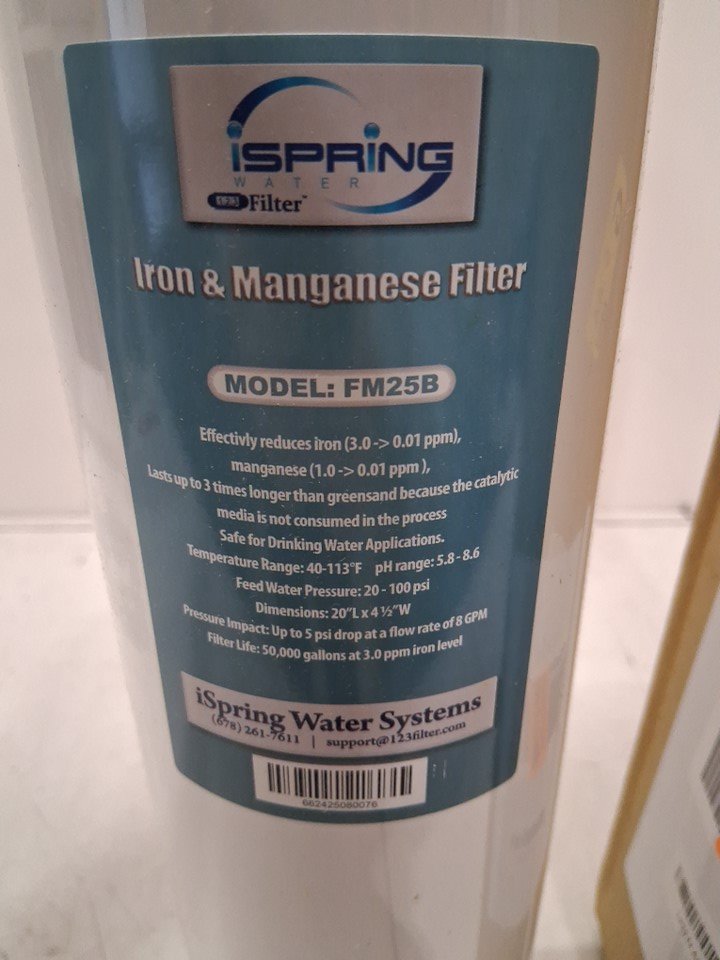 iSPRiNG
WATER
123 Filter™
Iron & Manganese Filter
MODEL: FM25B
Effectivly reduces iron (3.0 -> 0.01 ppm),
manganese (1.0 -> 0.01 ppm ),
Lasts up to 3 times longer than greensand because the catalytic
media is not consumed in the process
Safe for Drinking Water Applications.
Temperature Range: 40-113°F pH range: 5.8 - 8.6
Feed Water Pressure: 20 - 100 psi
Dimensions: 20"L x 4 ½"W
Pressure Impact: Up to 5 psi drop at a flow rate of 8 GPM
Filter Life: 50,000 gallons at 3.0 ppm iron level
iSpring Water Systems
(678) 261-7611 | support@123filter.com
662425080076